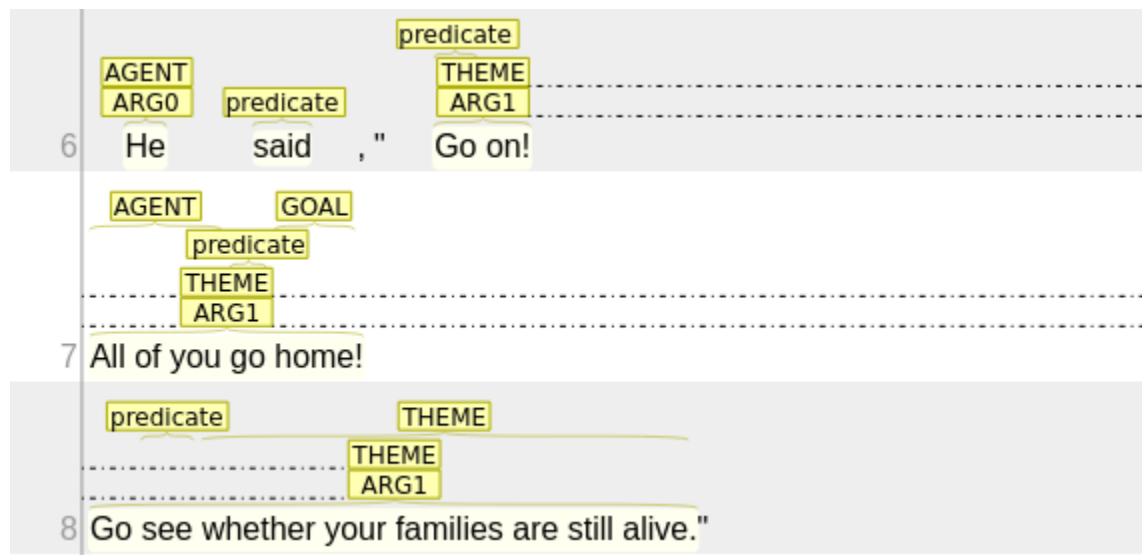 predicate
AGENT THEME
ARG0 predicate ARG1
6 He said , " Go on!
AGENT GOAL
predicate
THEME
ARG1
7 All of you go home!
predicate THEME
THEME
ARG1
8 Go see whether your families are still alive."